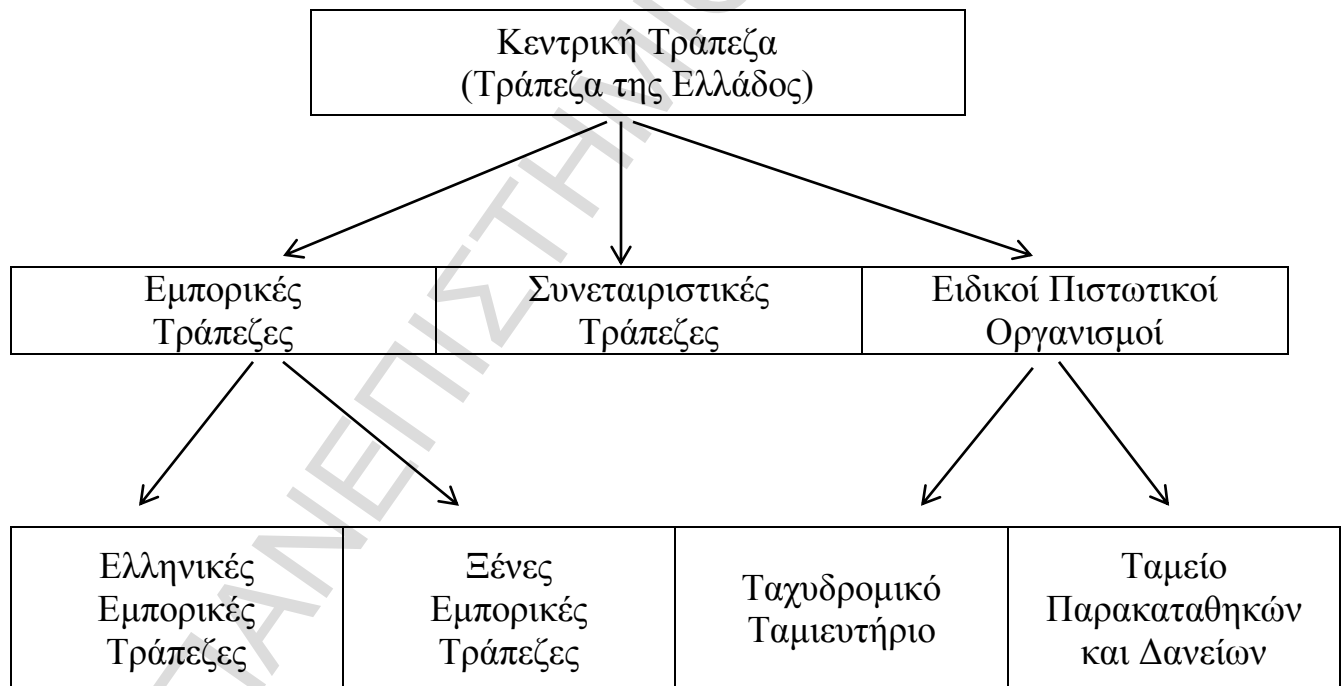 Κεντρική Τράπεζα
(Τράπεζα της Ελλάδος)
Εμπορικές
Τράπεζες
Συνεταιριστικές
Τράπεζες
Ειδικοί Πιστωτικοί
Οργανισμοί
Ελληνικές
Εμπορικές
Τράπεζες
Ξένες
Εμπορικές
Τράπεζες
Ταχυδρομικό
Ταμιευτήριο
Ταμείο
Παρακαταθηκών
και Δανείων
ΠΑΝΕΠΙΣΤΗΜΙΟ